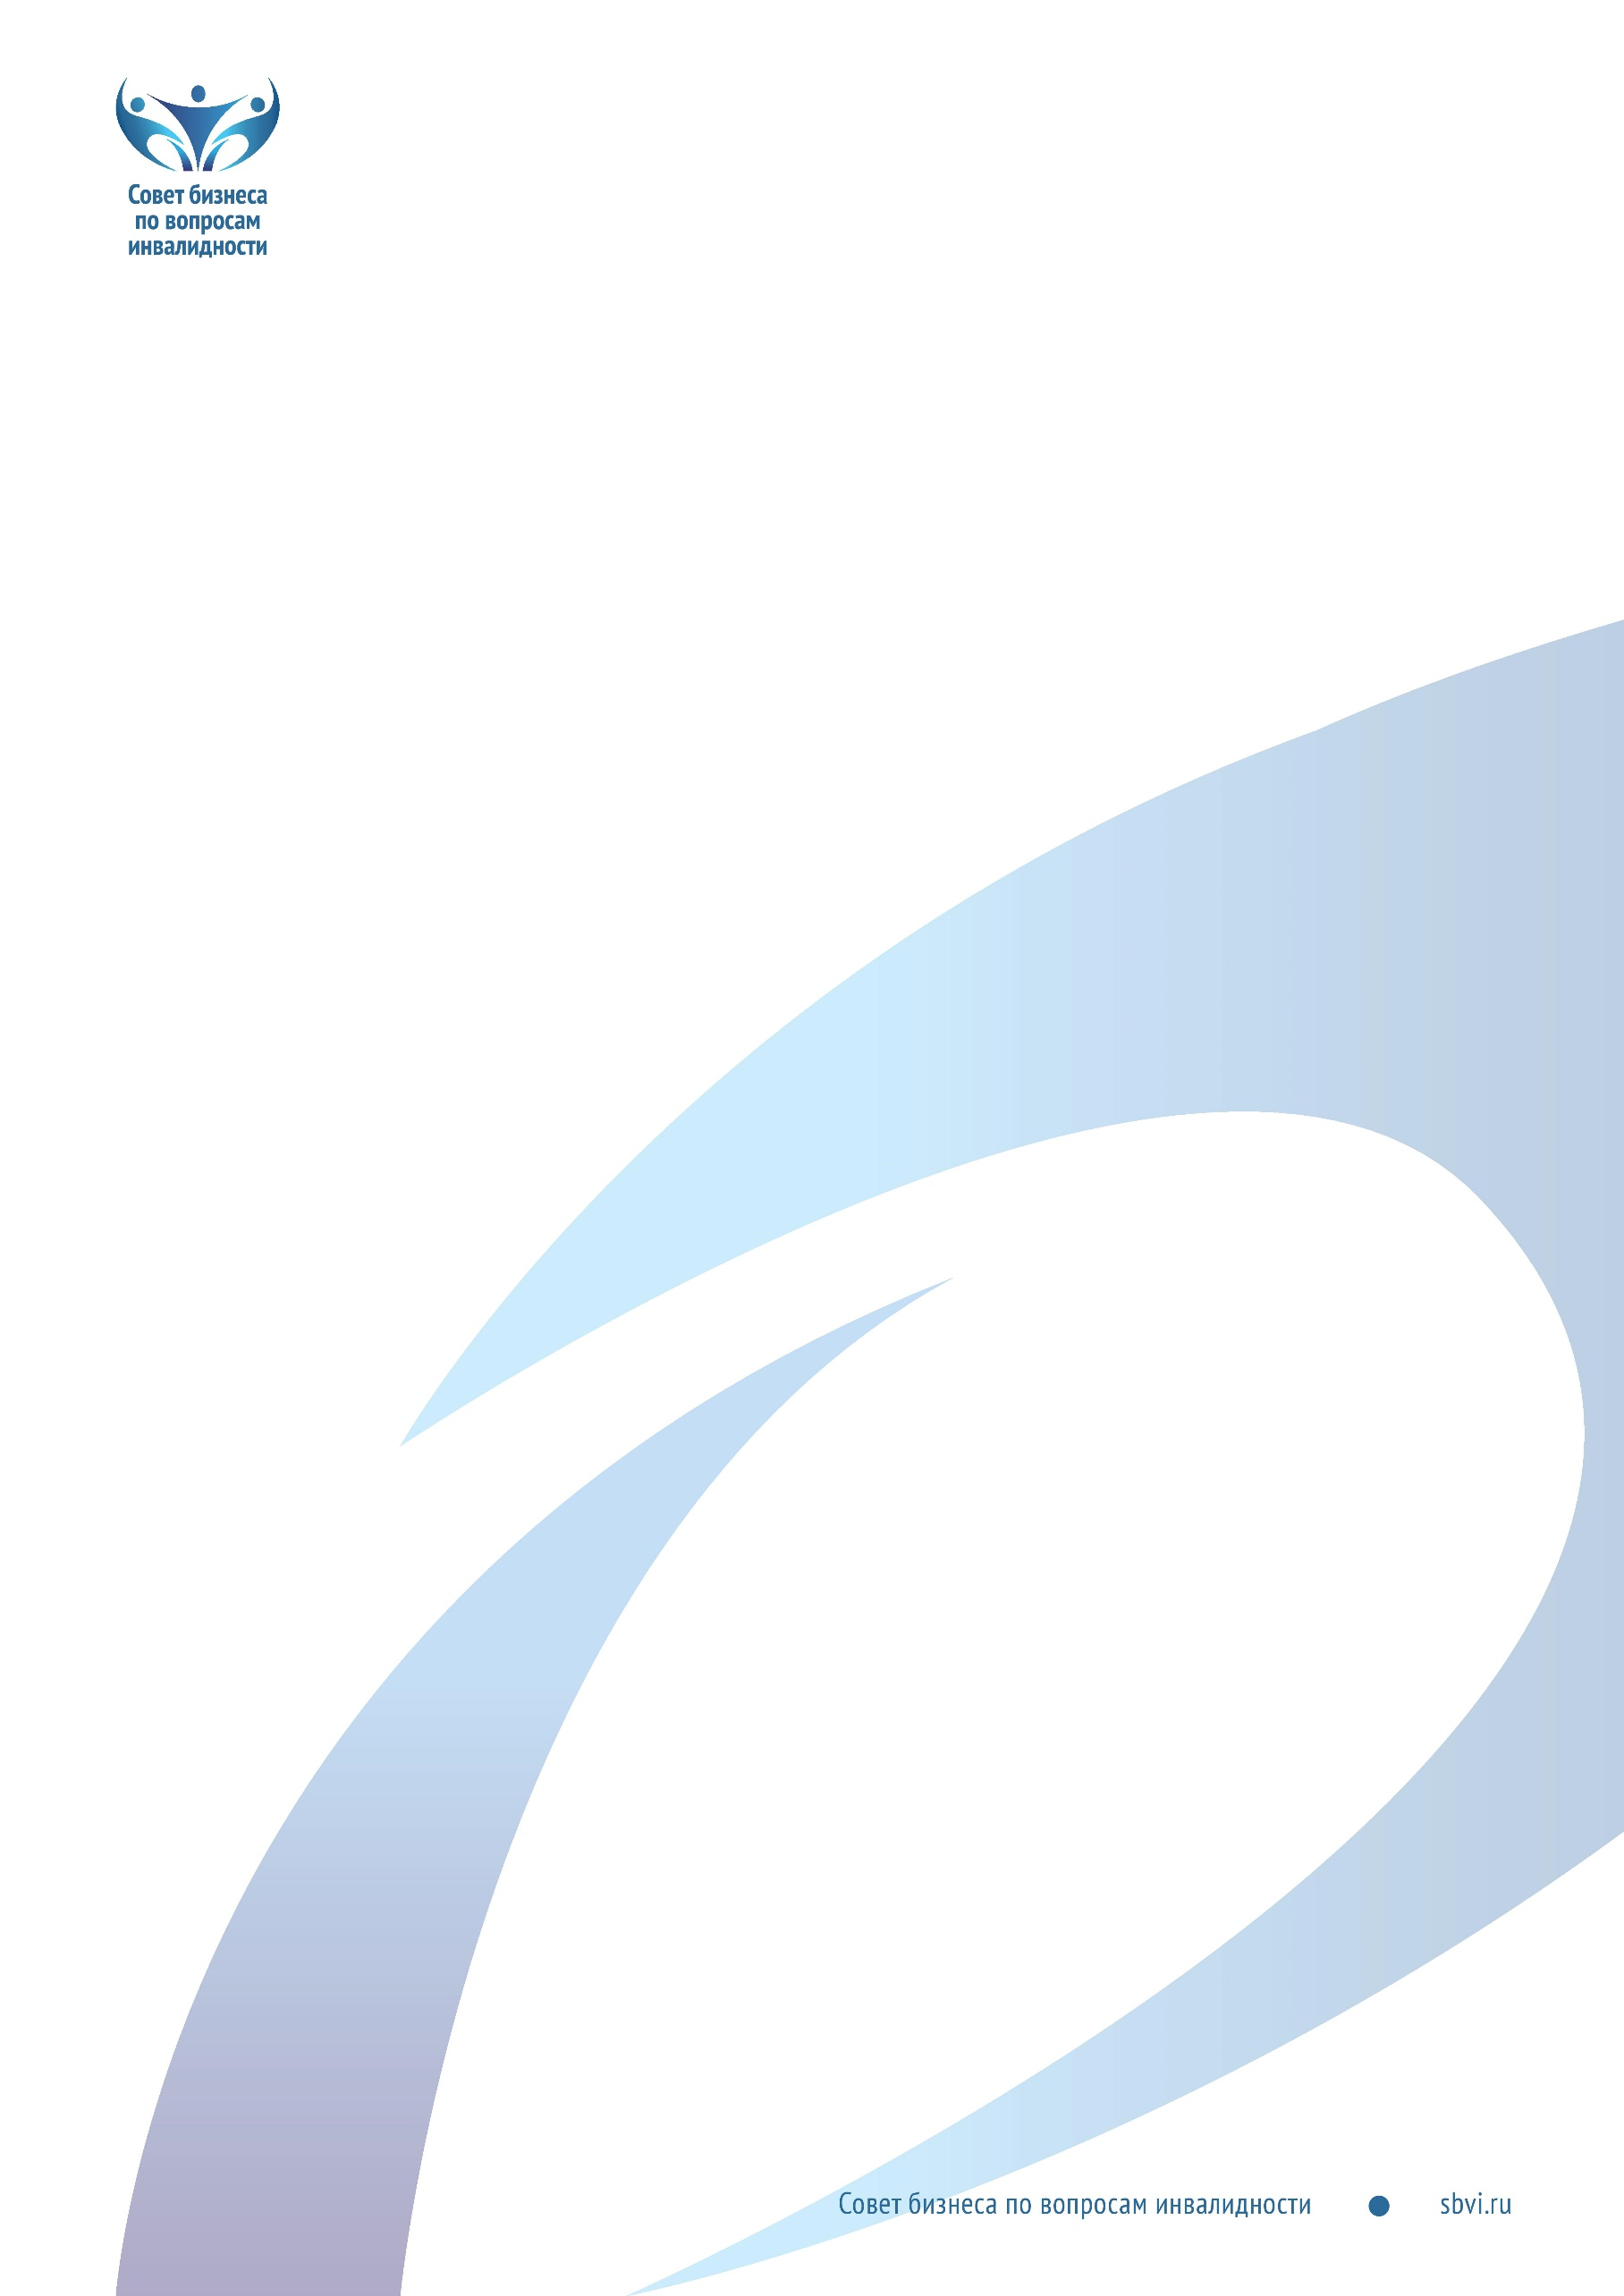 Совет бизнеса
по вопросам
инвалидности
Совет бизнеса по вопросам инвалидности ● sbvi.ru